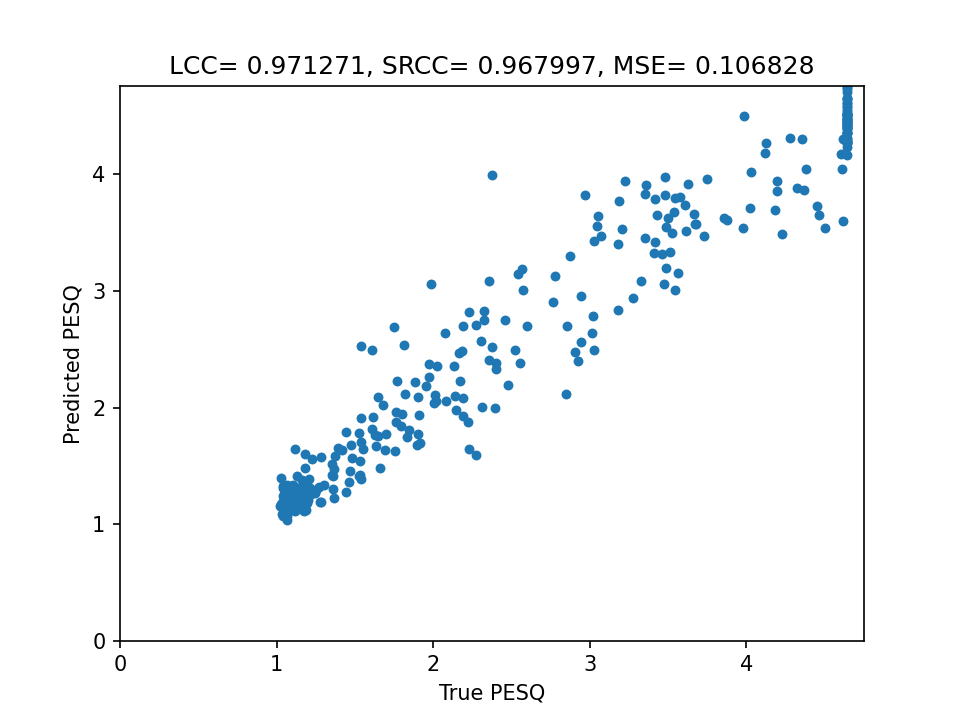 LCC= 0.971271, SRCC= 0.967997, MSE= 0.106828
Predicted PESQ
4
3
2
1
0
0 1 2 3 4
True PESQ